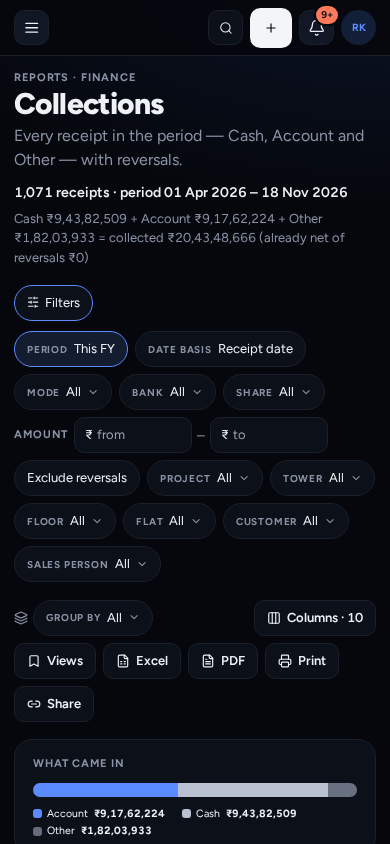 9+
RK
REPORTS · FINANCE
Collections
Every receipt in the period — Cash, Account and
Other — with reversals.
1,071 receipts · period 01 Apr 2026 – 18 Nov 2026
Cash ₹9,43,82,509 + Account ₹9,17,62,224 + Other
₹1,82,03,933 = collected ₹20,43,48,666 (already net of
reversals ₹0)
Filters
PERIOD This FY DATE BASIS Receipt date
MODE All BANK All SHARE All
AMOUNT ₹ from – ₹ to
Exclude reversals PROJECT All TOWER All
FLOOR All FLAT All CUSTOMER All
SALES PERSON All
GROUP BY All Columns · 10
Views Excel PDF Print
Share
WHAT CAME IN
Account ₹9,17,62,224 Cash ₹9,43,82,509
Other ₹1,82,03,933